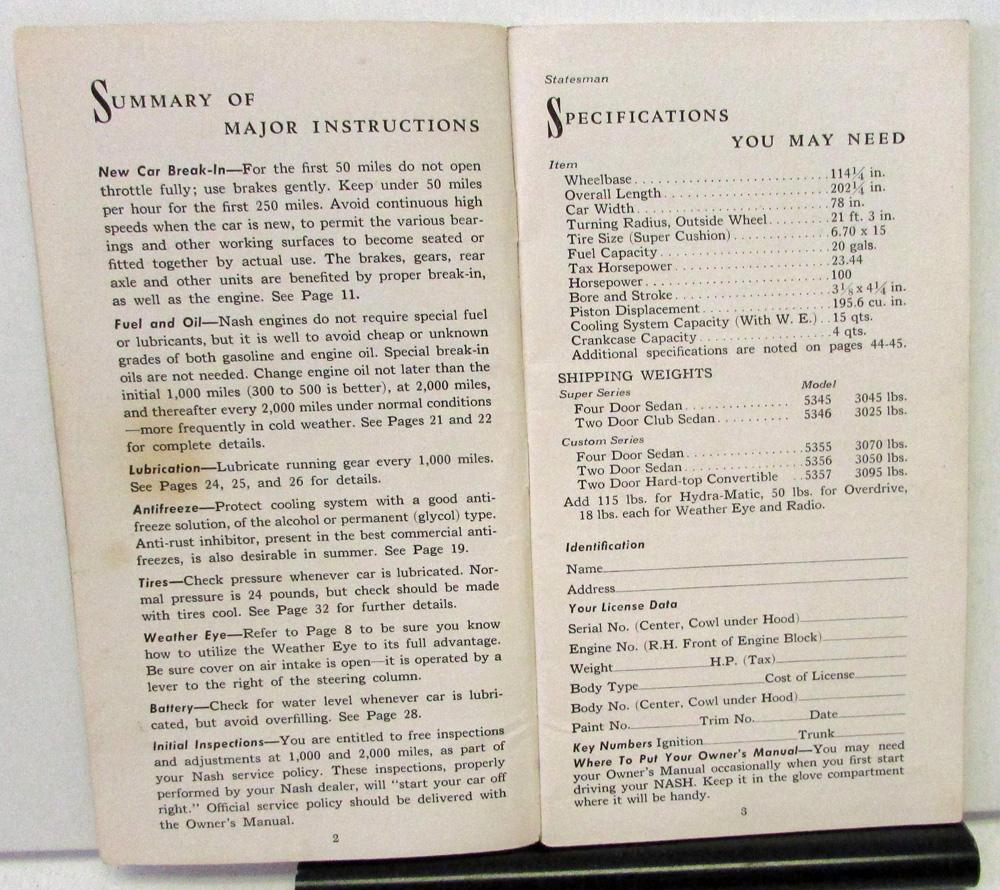 SUMMARY OF
MAJOR INSTRUCTIONS
New Car Break-In—For the first 50 miles do not open
throttle fully; use brakes gently. Keep under 50 miles
per hour for the first 250 miles. Avoid continuous high
speeds when the car is new, to permit the various bear-
ings and other working surfaces to become seated or
fitted together by actual use. The brakes, gears, rear
axle and other units are benefited by proper break-in,
as well as the engine. See Page 11.
Fuel and Oil—Nash engines do not require special fuel
or lubricants, but it is well to avoid cheap or unknown
grades of both gasoline and engine oil. Special break-in
oils are not needed. Change engine oil not later than the
initial 1,000 miles (300 to 500 is better), at 2,000 miles,
and thereafter every 2,000 miles under normal conditions
—more frequently in cold weather. See Pages 21 and 22
for complete details.
Lubrication—Lubricate running gear every 1,000 miles.
See Pages 24, 25, and 26 for details.
Antifreeze—Protect cooling system with a good anti-
freeze solution, of the alcohol or permanent (glycol) type.
Anti-rust inhibitor, present in the best commercial anti-
freezes, is also desirable in summer. See Page 19.
Tires—Check pressure whenever car is lubricated. Nor-
mal pressure is 24 pounds, but check should be made
with tires cool. See Page 32 for further details.
Weather Eye—Refer to Page 8 to be sure you know
how to utilize the Weather Eye to its full advantage.
Be sure cover on air intake is open—it is operated by a
lever to the right of the steering column.
Battery—Check for water level whenever car is lubri-
cated, but avoid overfilling. See Page 28.
Initial Inspections—You are entitled to free inspections
and adjustments at 1,000 and 2,000 miles, as part of
your Nash service policy. These inspections, properly
performed by your Nash dealer, will "start your car off
right." Official service policy should be delivered with
the Owner's Manual.
2
Statesman
SPECIFICATIONS
YOU MAY NEED
Item
Wheelbase 114¼ in.
Overall Length 202¼ in.
Car Width 78 in.
Turning Radius, Outside Wheel 21 ft. 3 in.
Tire Size (Super Cushion) 6.70 x 15
Fuel Capacity 20 gals.
Tax Horsepower 23.44
Horsepower 100
Bore and Stroke 3⅛ x 4¼ in.
Piston Displacement 195.6 cu. in.
Cooling System Capacity (With W. E.) 15 qts.
Crankcase Capacity 4 qts.
Additional specifications are noted on pages 44-45.
SHIPPING WEIGHTS
Model
Super Series
Four Door Sedan 5345 3045 lbs.
Two Door Club Sedan 5346 3025 lbs.
Custom Series
Four Door Sedan 5355 3070 lbs.
Two Door Sedan 5356 3050 lbs.
Two Door Hard-top Convertible 5357 3095 lbs.
Add 115 lbs. for Hydra-Matic, 50 lbs. for Overdrive,
18 lbs. each for Weather Eye and Radio.
Identification
Name
Address
Your License Data
Serial No. (Center, Cowl under Hood)
Engine No. (R.H. Front of Engine Block)
Weight H.P. (Tax)
Body Type Cost of License
Body No. (Center, Cowl under Hood)
Paint No. Trim No. Date
Key Numbers Ignition Trunk
Where To Put Your Owner's Manual—You may need
your Owner's Manual occasionally when you first start
driving your NASH. Keep it in the glove compartment
where it will be handy.
3